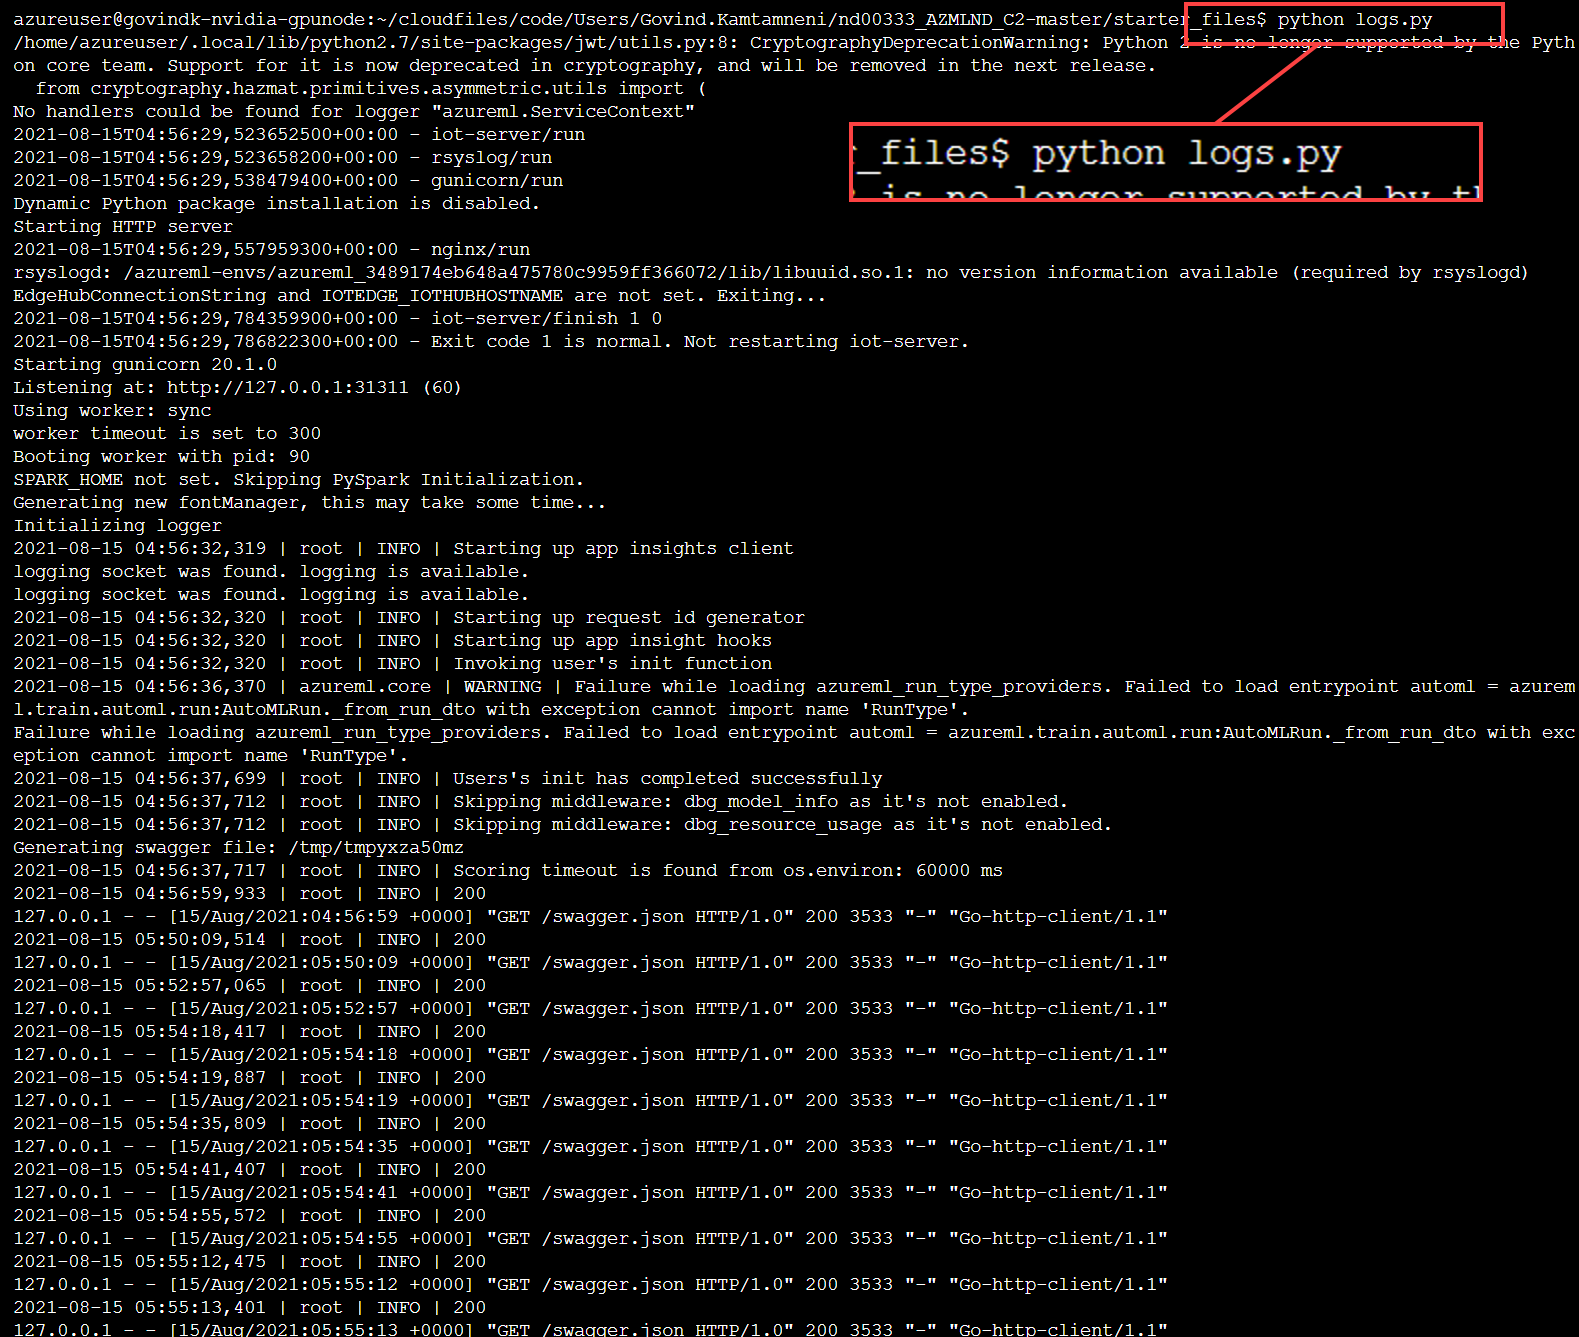 azureuser@govindk-nvidia-gpunode:~/cloudfiles/code/Users/Govind.Kamtamneni/nd00333_AZMLND_C2-master/starter_files$ python logs.py
/home/azureuser/.local/lib/python2.7/site-packages/jwt/utils.py:8: CryptographyDeprecationWarning: Python 2 is no longer supported by the Pyth
on core team. Support for it is now deprecated in cryptography, and will be removed in the next release.
  from cryptography.hazmat.primitives.asymmetric.utils import (
No handlers could be found for logger "azureml.ServiceContext"
2021-08-15T04:56:29,523652500+00:00 - iot-server/run
_files$ python logs.py
2021-08-15T04:56:29,523658200+00:00 - rsyslog/run
2021-08-15T04:56:29,538479400+00:00 - gunicorn/run
is no longer supported by th
Dynamic Python package installation is disabled.
Starting HTTP server
2021-08-15T04:56:29,557959300+00:00 - nginx/run
rsyslogd: /azureml-envs/azureml_3489174eb648a475780c9959ff366072/lib/libuuid.so.1: no version information available (required by rsyslogd)
EdgeHubConnectionString and IOTEDGE_IOTHUBHOSTNAME are not set. Exiting...
2021-08-15T04:56:29,784359900+00:00 - iot-server/finish 1 0
2021-08-15T04:56:29,786822300+00:00 - Exit code 1 is normal. Not restarting iot-server.
Starting gunicorn 20.1.0
Listening at: http://127.0.0.1:31311 (60)
Using worker: sync
worker timeout is set to 300
Booting worker with pid: 90
SPARK_HOME not set. Skipping PySpark Initialization.
Generating new fontManager, this may take some time...
Initializing logger
2021-08-15 04:56:32,319 | root | INFO | Starting up app insights client
logging socket was found. logging is available.
logging socket was found. logging is available.
2021-08-15 04:56:32,320 | root | INFO | Starting up request id generator
2021-08-15 04:56:32,320 | root | INFO | Starting up app insight hooks
2021-08-15 04:56:32,320 | root | INFO | Invoking user's init function
2021-08-15 04:56:36,370 | azureml.core | WARNING | Failure while loading azureml_run_type_providers. Failed to load entrypoint automl = azurem
l.train.automl.run:AutoMLRun._from_run_dto with exception cannot import name 'RunType'.
Failure while loading azureml_run_type_providers. Failed to load entrypoint automl = azureml.train.automl.run:AutoMLRun._from_run_dto with exc
eption cannot import name 'RunType'.
2021-08-15 04:56:37,699 | root | INFO | Users's init has completed successfully
2021-08-15 04:56:37,712 | root | INFO | Skipping middleware: dbg_model_info as it's not enabled.
2021-08-15 04:56:37,712 | root | INFO | Skipping middleware: dbg_resource_usage as it's not enabled.
Generating swagger file: /tmp/tmpyxza50mz
2021-08-15 04:56:37,717 | root | INFO | Scoring timeout is found from os.environ: 60000 ms
2021-08-15 04:56:59,933 | root | INFO | 200
127.0.0.1 - - [15/Aug/2021:04:56:59 +0000] "GET /swagger.json HTTP/1.0" 200 3533 "-" "Go-http-client/1.1"
2021-08-15 05:50:09,514 | root | INFO | 200
127.0.0.1 - - [15/Aug/2021:05:50:09 +0000] "GET /swagger.json HTTP/1.0" 200 3533 "-" "Go-http-client/1.1"
2021-08-15 05:52:57,065 | root | INFO | 200
127.0.0.1 - - [15/Aug/2021:05:52:57 +0000] "GET /swagger.json HTTP/1.0" 200 3533 "-" "Go-http-client/1.1"
2021-08-15 05:54:18,417 | root | INFO | 200
127.0.0.1 - - [15/Aug/2021:05:54:18 +0000] "GET /swagger.json HTTP/1.0" 200 3533 "-" "Go-http-client/1.1"
2021-08-15 05:54:19,887 | root | INFO | 200
127.0.0.1 - - [15/Aug/2021:05:54:19 +0000] "GET /swagger.json HTTP/1.0" 200 3533 "-" "Go-http-client/1.1"
2021-08-15 05:54:35,809 | root | INFO | 200
127.0.0.1 - - [15/Aug/2021:05:54:35 +0000] "GET /swagger.json HTTP/1.0" 200 3533 "-" "Go-http-client/1.1"
2021-08-15 05:54:41,407 | root | INFO | 200
127.0.0.1 - - [15/Aug/2021:05:54:41 +0000] "GET /swagger.json HTTP/1.0" 200 3533 "-" "Go-http-client/1.1"
2021-08-15 05:54:55,572 | root | INFO | 200
127.0.0.1 - - [15/Aug/2021:05:54:55 +0000] "GET /swagger.json HTTP/1.0" 200 3533 "-" "Go-http-client/1.1"
2021-08-15 05:55:12,475 | root | INFO | 200
127.0.0.1 - - [15/Aug/2021:05:55:12 +0000] "GET /swagger.json HTTP/1.0" 200 3533 "-" "Go-http-client/1.1"
2021-08-15 05:55:13,401 | root | INFO | 200
127.0.0.1 - - [15/Aug/2021:05:55:13 +0000] "GET /swagger.json HTTP/1.0" 200 3533 "-" "Go-http-client/1.1"